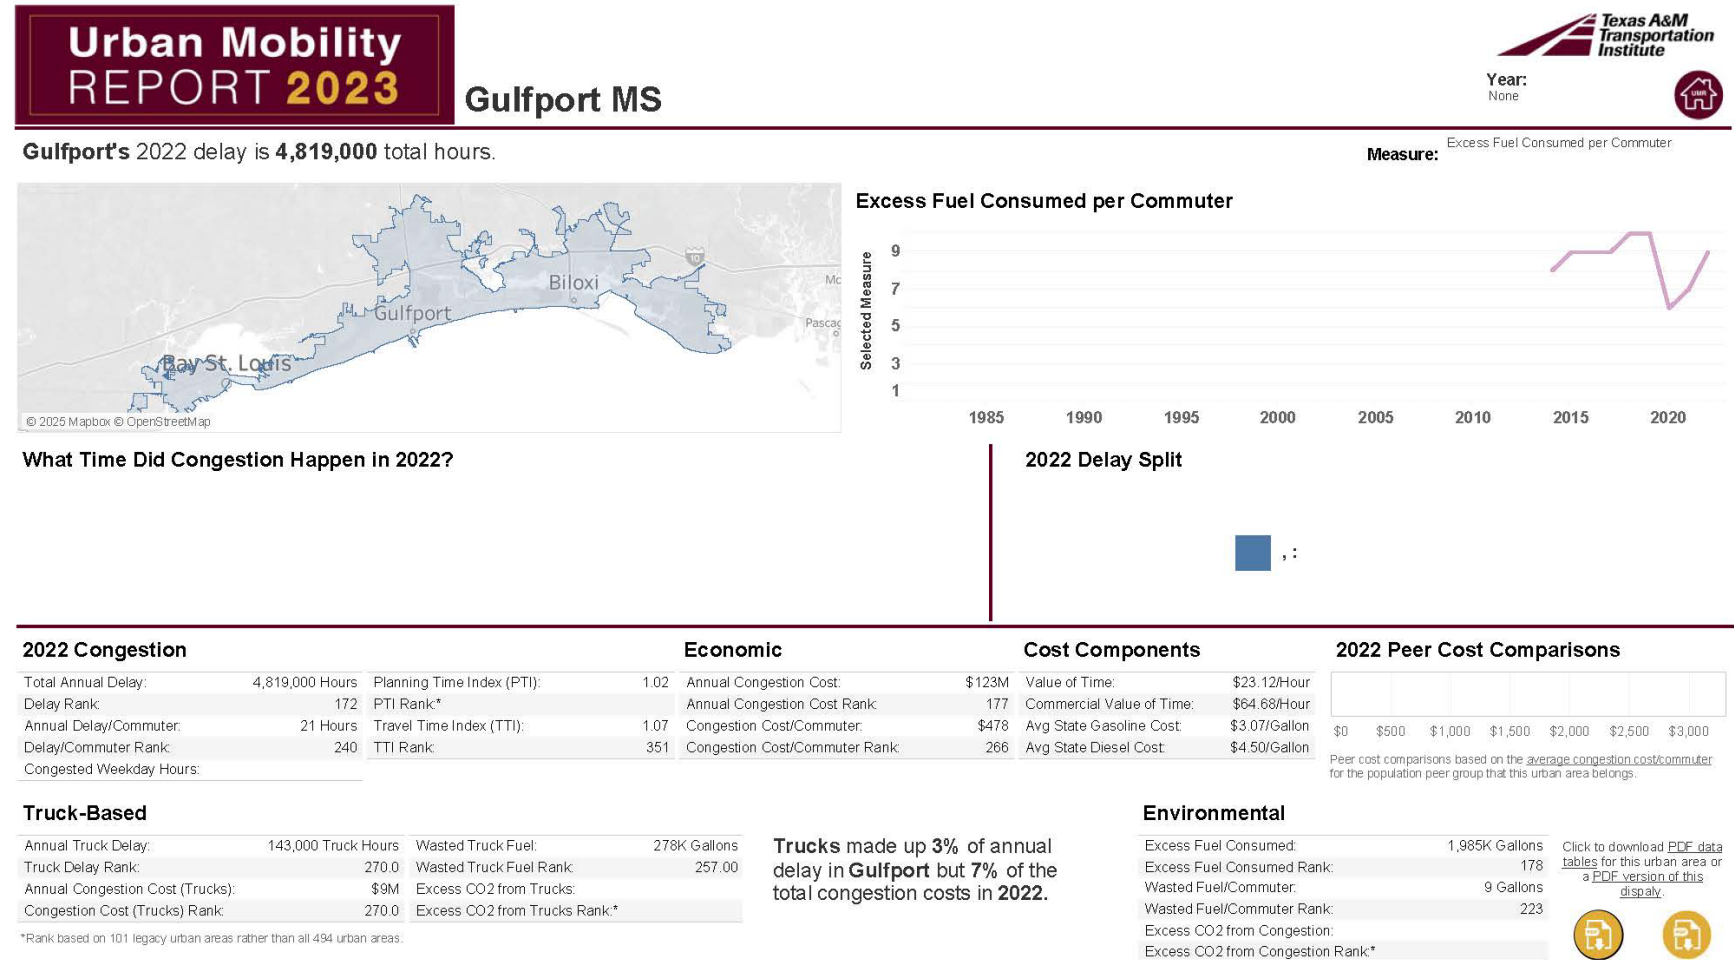 Urban Mobility
REPORT 2023
Gulfport MS
Texas A&M
Transportation
Institute
Year:
None
UMR
Gulfport's 2022 delay is 4,819,000 total hours.
Measure:
Excess Fuel Consumed per Commuter
Gulfport
Biloxi
Bay St. Louis
10
Mc
Pascag
© 2025 Mapbox © OpenStreetMap
Excess Fuel Consumed per Commuter
Selected Measure
9
7
5
3
1
1985 1990 1995 2000 2005 2010 2015 2020
What Time Did Congestion Happen in 2022?
2022 Delay Split
, :
2022 Congestion
Total Annual Delay: 4,819,000 Hours
Delay Rank: 172
Annual Delay/Commuter: 21 Hours
Delay/Commuter Rank: 240
Congested Weekday Hours:
Planning Time Index (PTI): 1.02
PTI Rank:*
Travel Time Index (TTI): 1.07
TTI Rank: 351
Economic
Annual Congestion Cost: $123M
Annual Congestion Cost Rank: 177
Congestion Cost/Commuter: $478
Congestion Cost/Commuter Rank: 266
Cost Components
Value of Time: $23.12/Hour
Commercial Value of Time: $64.68/Hour
Avg State Gasoline Cost: $3.07/Gallon
Avg State Diesel Cost: $4.50/Gallon
2022 Peer Cost Comparisons
$0 $500 $1,000 $1,500 $2,000 $2,500 $3,000
Peer cost comparisons based on the average congestion cost/commuter
for the population peer group that this urban area belongs.
Truck-Based
Annual Truck Delay: 143,000 Truck Hours
Truck Delay Rank: 270.0
Annual Congestion Cost (Trucks): $9M
Congestion Cost (Trucks) Rank: 270.0
Wasted Truck Fuel: 278K Gallons
Wasted Truck Fuel Rank: 257.00
Excess CO2 from Trucks:
Excess CO2 from Trucks Rank:*
*Rank based on 101 legacy urban areas rather than all 494 urban areas.
Trucks made up 3% of annual
delay in Gulfport but 7% of the
total congestion costs in 2022.
Environmental
Excess Fuel Consumed: 1,985K Gallons
Excess Fuel Consumed Rank: 178
Wasted Fuel/Commuter: 9 Gallons
Wasted Fuel/Commuter Rank: 223
Excess CO2 from Congestion:
Excess CO2 from Congestion Rank:*
Click to download PDF data
tables for this urban area or
a PDF version of this
dispaly.